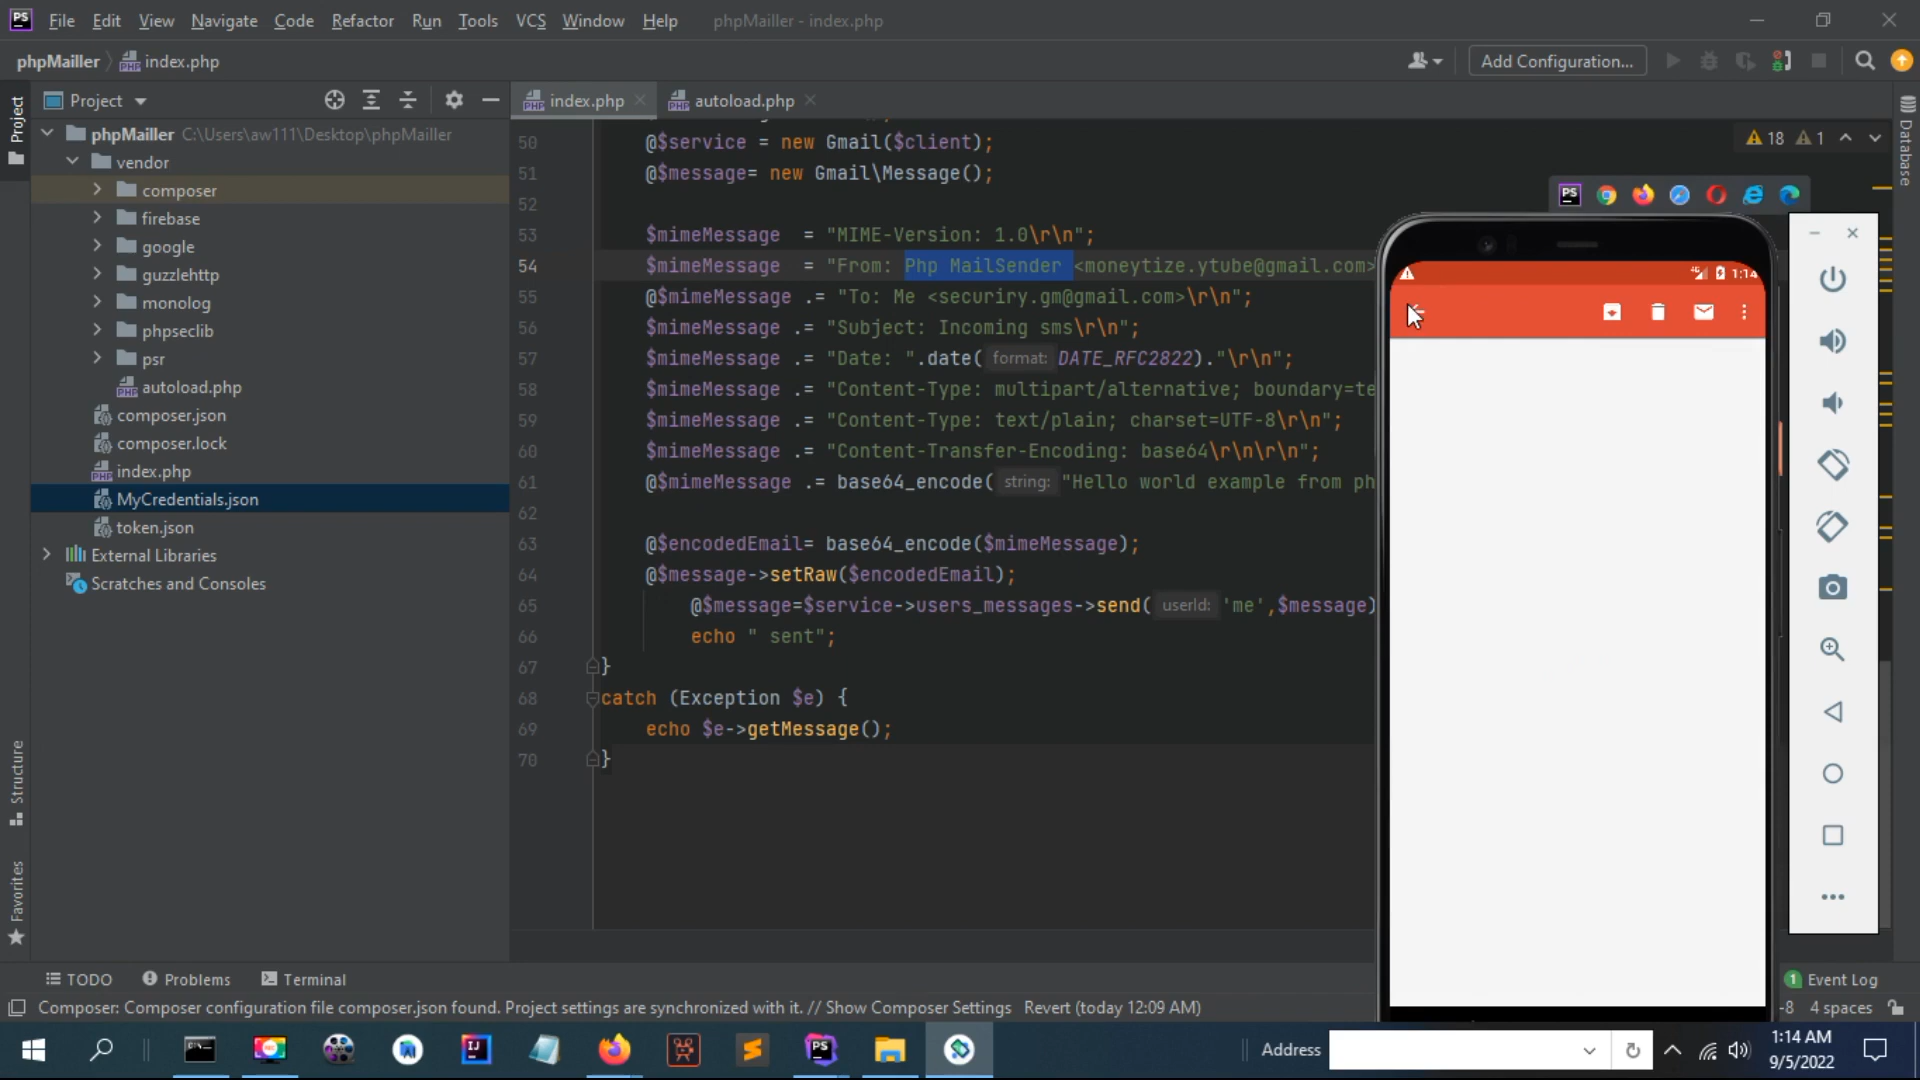 PS File Edit View Navigate Code Refactor Run Tools VCS Window Help phpMailler - index.php
phpMailler index.php Add Configuration...
Project index.php autoload.php
Project
Database
phpMailler C:\Users\aw111\Desktop\phpMailler
vendor
composer
firebase
google
guzzlehttp
monolog
phpseclib
psr
autoload.php
composer.json
composer.lock
index.php
MyCredentials.json
token.json
External Libraries
Scratches and Consoles
18 1
50 @$service = new Gmail($client);
51 @$message= new Gmail\Message();
52
53 $mimeMessage = "MIME-Version: 1.0\r\n";
54 $mimeMessage = "From: Php MailSender <moneytize.ytube@gmail.com>
55 @$mimeMessage .= "To: Me <securiry.gm@gmail.com>\r\n";
56 $mimeMessage .= "Subject: Incoming sms\r\n";
57 $mimeMessage .= "Date: ".date( format: DATE_RFC2822)."\r\n";
58 $mimeMessage .= "Content-Type: multipart/alternative; boundary=te
59 $mimeMessage .= "Content-Type: text/plain; charset=UTF-8\r\n";
60 $mimeMessage .= "Content-Transfer-Encoding: base64\r\n\r\n";
61 @$mimeMessage .= base64_encode( string: "Hello world example from ph
62
63 @$encodedEmail= base64_encode($mimeMessage);
64 @$message->setRaw($encodedEmail);
65 @$message=$service->users_messages->send( userId: 'me',$message)
66 echo " sent";
67 }
68 catch (Exception $e) {
69 echo $e->getMessage();
70 }
1:14
Structure
Favorites
TODO Problems Terminal 1 Event Log
Composer: Composer configuration file composer.json found. Project settings are synchronized with it. // Show Composer Settings Revert (today 12:09 AM) -8 4 spaces
Address
1:14 AM
9/5/2022